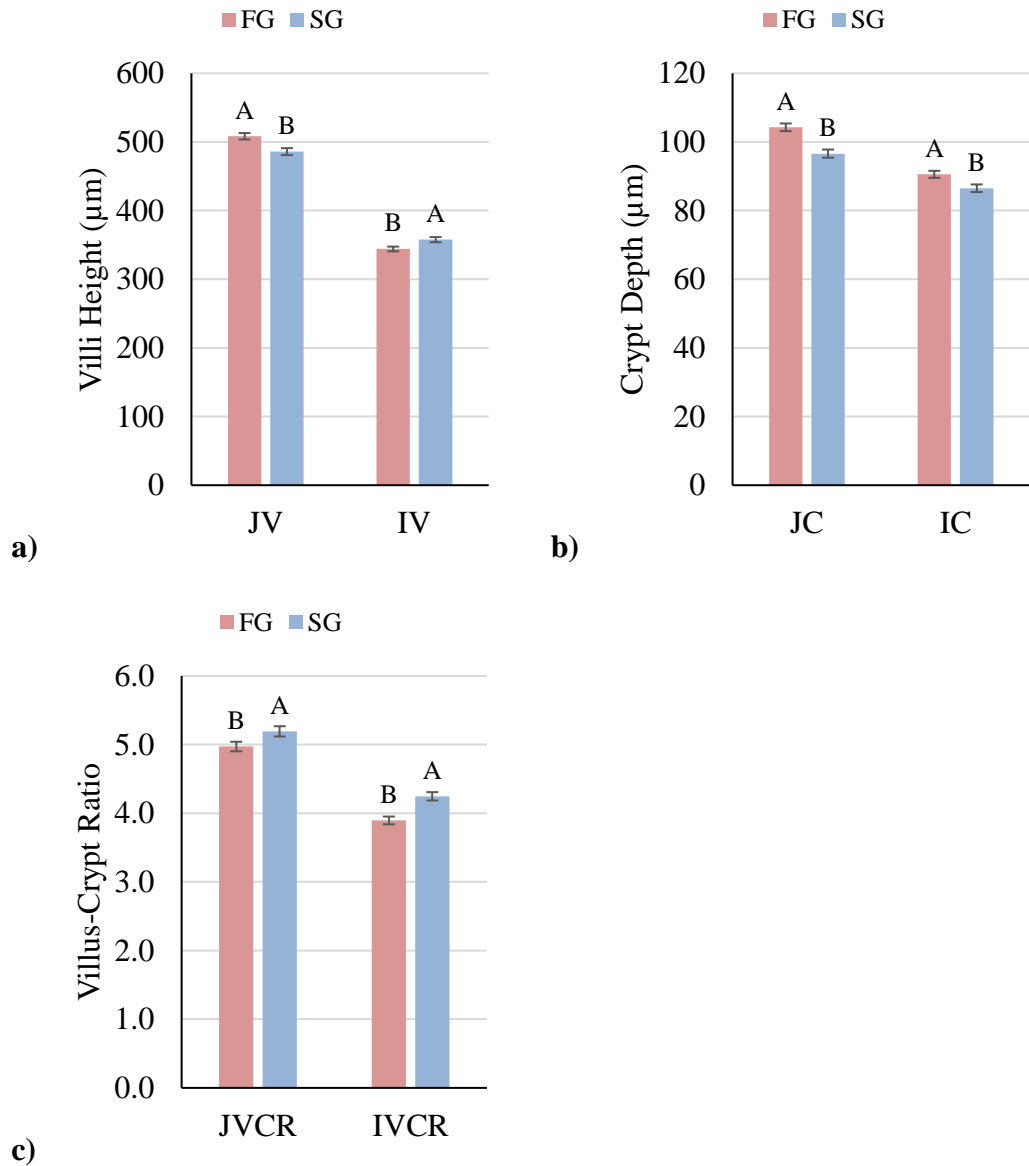 FG SG
600
500
400
300
200
100
0
Villi Height (µm)
A
B
B
A
JV IV
a)
FG SG
120
100
80
60
40
20
0
Crypt Depth (µm)
A
B
A
B
JC IC
b)
FG SG
6.0
5.0
4.0
3.0
2.0
1.0
0.0
Villus-Crypt Ratio
B
A
B
A
JVCR IVCR
c)